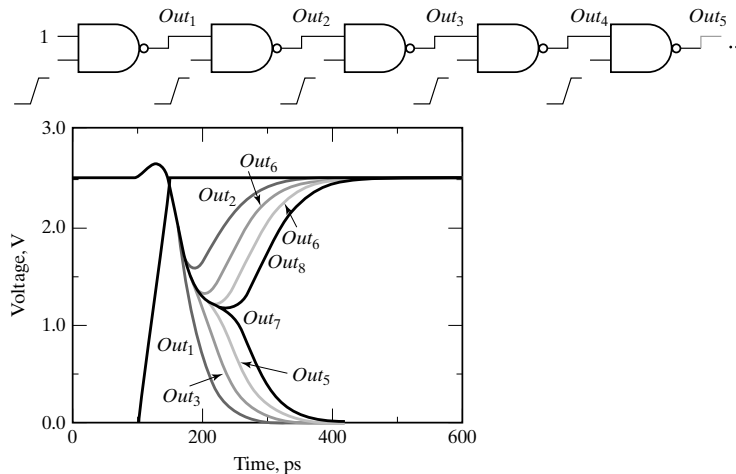 Out1 Out2 Out3 Out4 Out5
1
...
3.0
Out6
Out2
2.0
Out6
Out8
Voltage, V
Out7
1.0
Out1
Out5
Out3
0.0
0 200 400 600
Time, ps